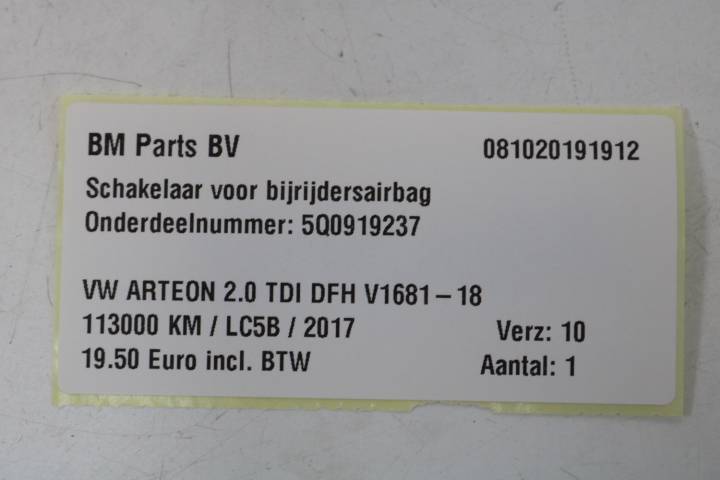 BM Parts BV 081020191912
Schakelaar voor bijrijdersairbag
Onderdeelnummer: 5Q0919237
VW ARTEON 2.0 TDI DFH V1681-18
113000 KM / LC5B / 2017 Verz: 10
19.50 Euro incl. BTW Aantal: 1